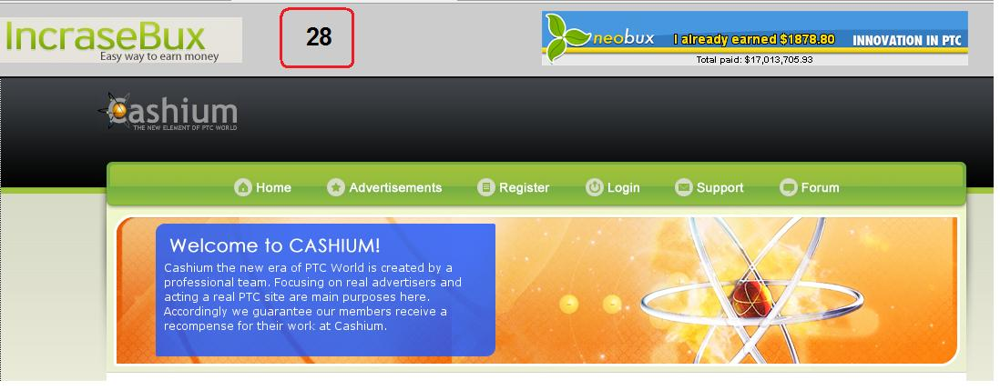 IncraseBux
Easy way to earn money
28
neobux I already earned $1878.80 INNOVATION IN PTC
Total paid: $17,013,705.93
Cashium
THE NEW ELEMENT OF PTC WORLD
Home Advertisements Register Login Support Forum
Welcome to CASHIUM!
Cashium the new era of PTC World is created by a
professional team. Focusing on real advertisers and
acting a real PTC site are main purposes here.
Accordingly we guarantee our members receive a
recompense for their work at Cashium.